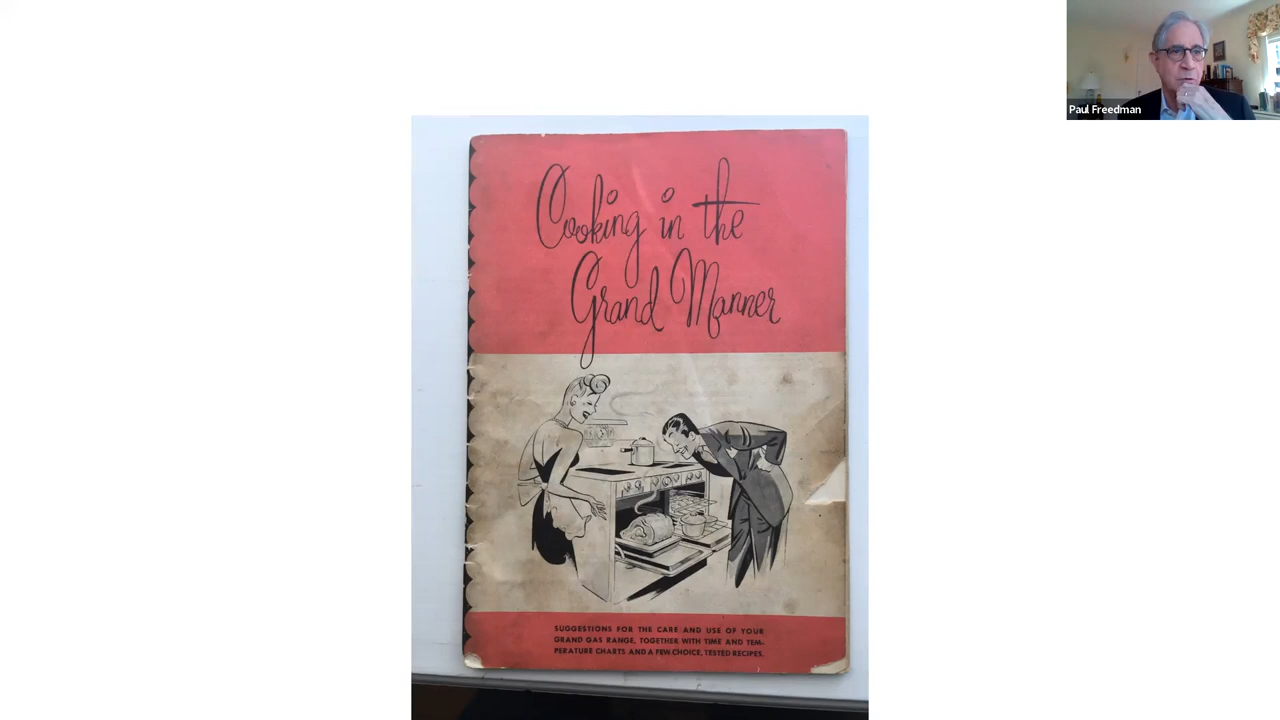 Paul Freedman
Cooking in the
Grand Manner
SUGGESTIONS FOR THE CARE AND USE OF YOUR
GRAND GAS RANGE, TOGETHER WITH TIME AND TEM-
PERATURE CHARTS AND A FEW CHOICE, TESTED RECIPES.